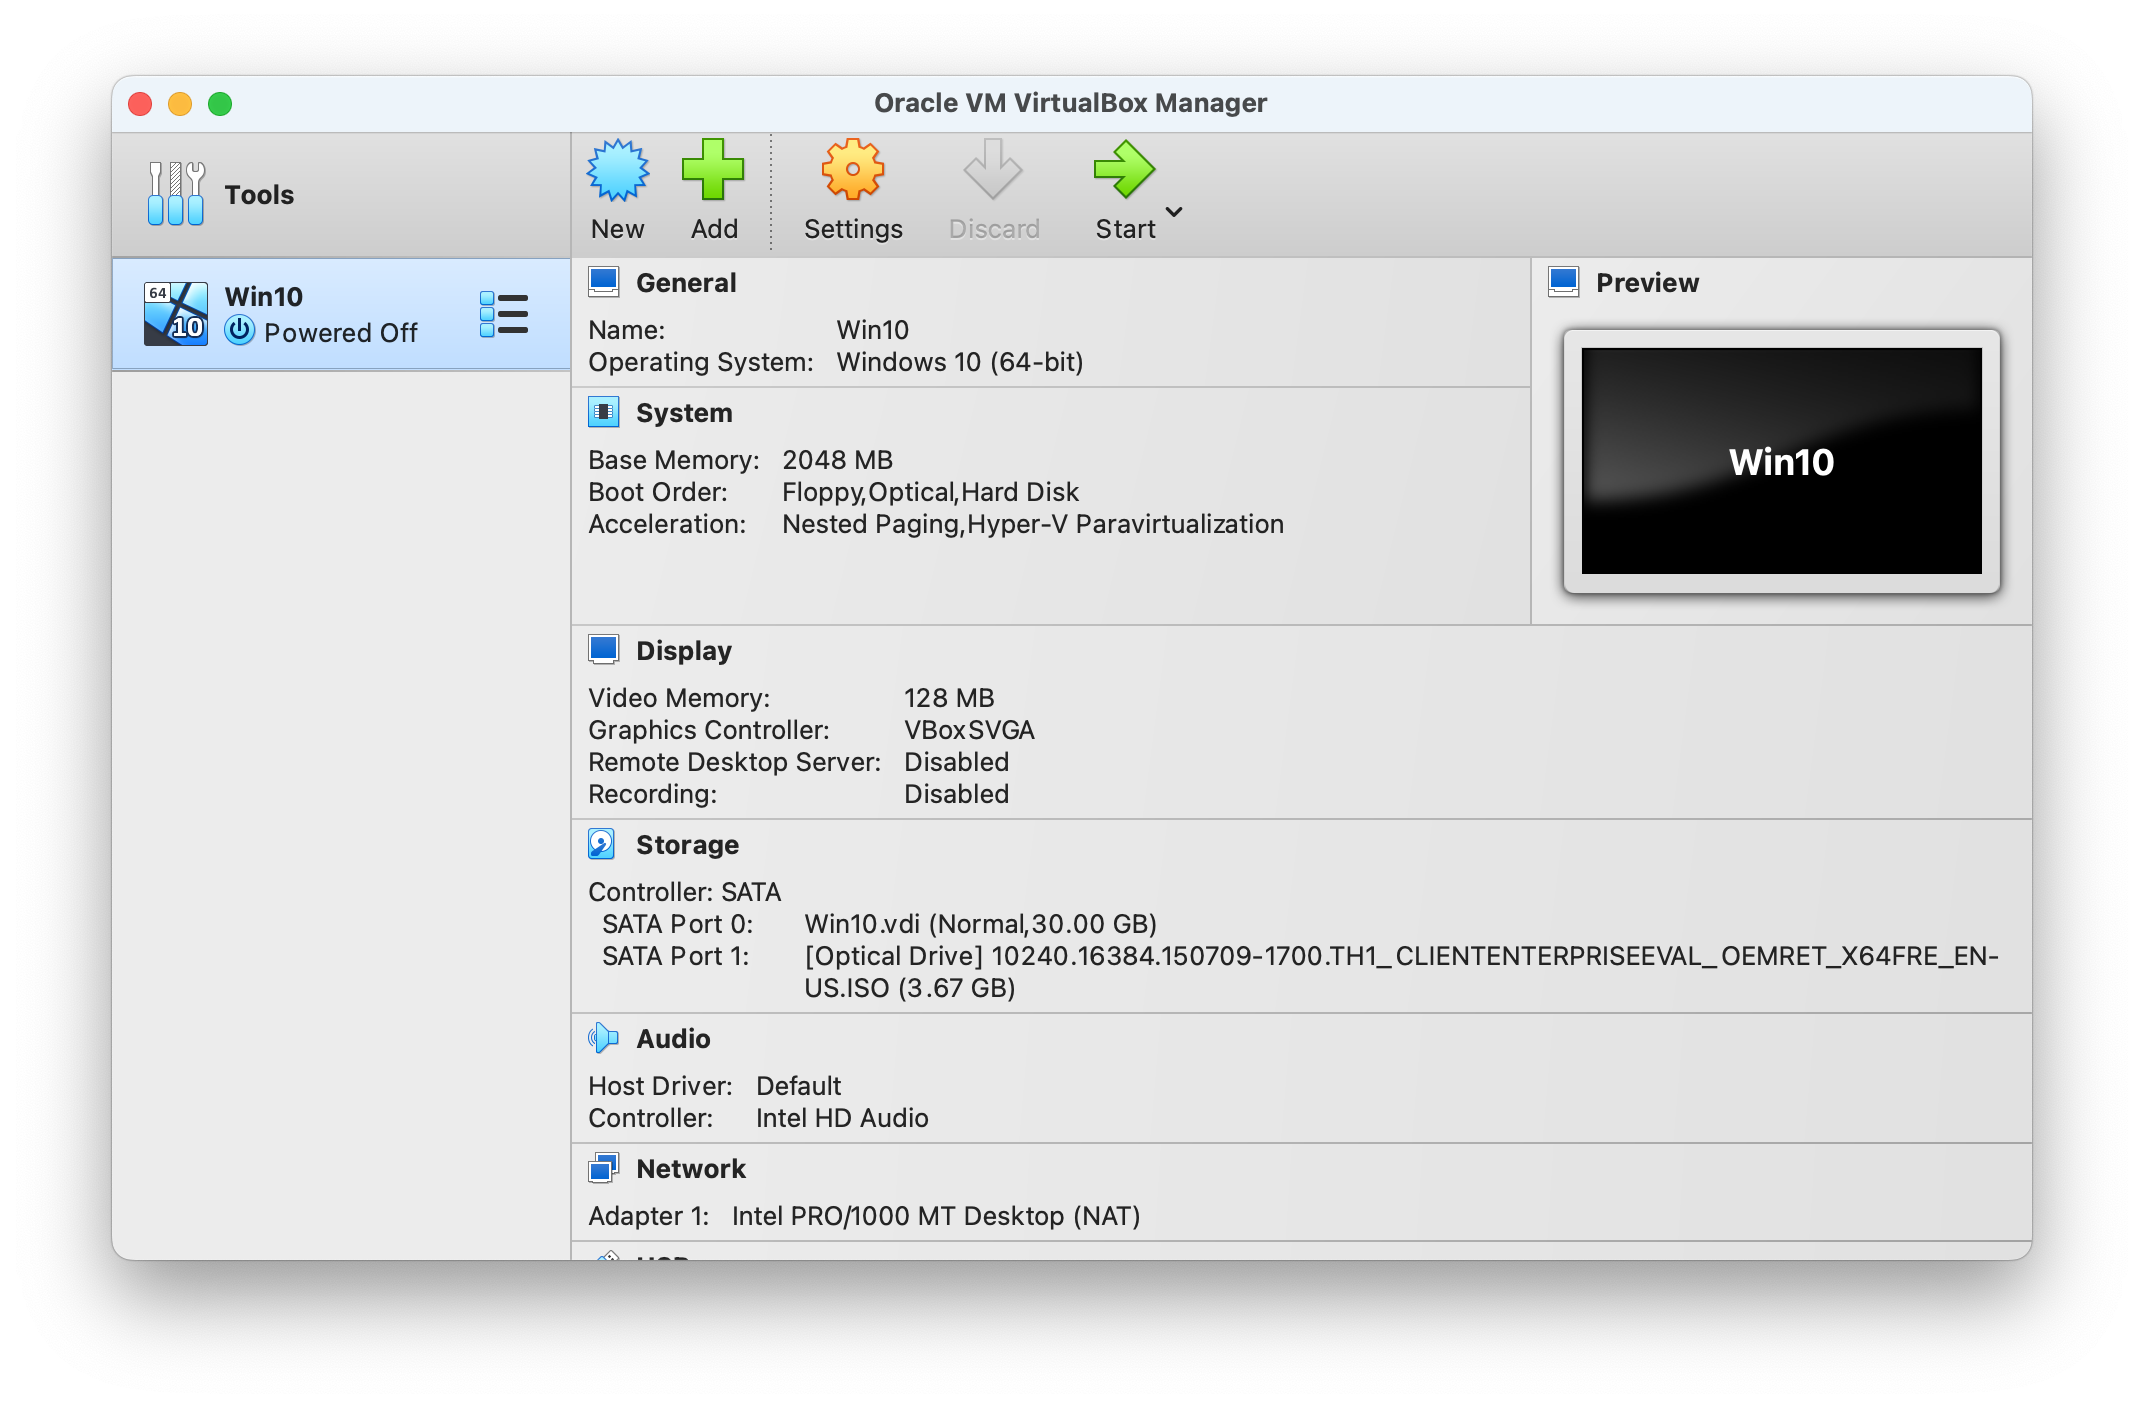 Oracle VM VirtualBox Manager
Tools
New
Add
Settings
Discard
Start
64
10
Win10
Powered Off
General
Name: Win10
Operating System: Windows 10 (64-bit)
Preview
Win10
System
Base Memory: 2048 MB
Boot Order: Floppy,Optical,Hard Disk
Acceleration: Nested Paging,Hyper-V Paravirtualization
Display
Video Memory: 128 MB
Graphics Controller: VBoxSVGA
Remote Desktop Server: Disabled
Recording: Disabled
Storage
Controller: SATA
SATA Port 0: Win10.vdi (Normal,30.00 GB)
SATA Port 1: [Optical Drive] 10240.16384.150709-1700.TH1_CLIENTENTERPRISEEVAL_OEMRET_X64FRE_EN-
US.ISO (3.67 GB)
Audio
Host Driver: Default
Controller: Intel HD Audio
Network
Adapter 1: Intel PRO/1000 MT Desktop (NAT)